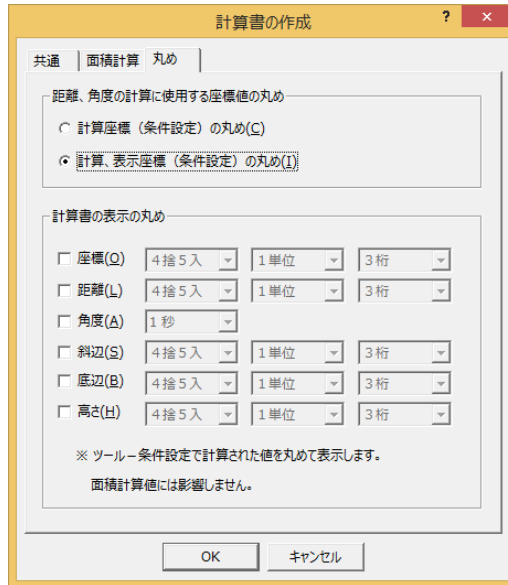 計算書の作成
? ×
共通 面積計算 丸め
距離、角度の計算に使用する座標値の丸め
計算座標（条件設定）の丸め(C)
計算、表示座標（条件設定）の丸め(I)
計算書の表示の丸め
座標(O) 4捨5入 1単位 3桁
距離(L) 4捨5入 1単位 3桁
角度(A) 1秒
斜辺(S) 4捨5入 1単位 3桁
底辺(B) 4捨5入 1単位 3桁
高さ(H) 4捨5入 1単位 3桁
※ ツール－条件設定で計算された値を丸めて表示します。
面積計算値には影響しません。
OK キャンセル